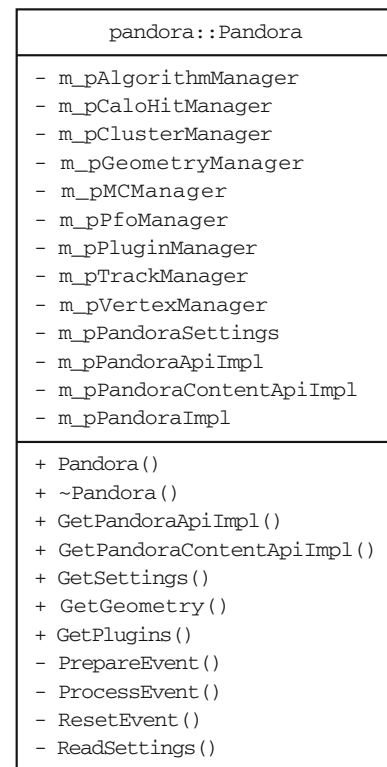 pandora::Pandora
- m_pAlgorithmManager
- m_pCaloHitManager
- m_pClusterManager
- m_pGeometryManager
- m_pMCManager
- m_pPfoManager
- m_pPluginManager
- m_pTrackManager
- m_pVertexManager
- m_pPandoraSettings
- m_pPandoraApiImpl
- m_pPandoraContentApiImpl
- m_pPandoraImpl
+ Pandora()
+ ~Pandora()
+ GetPandoraApiImpl()
+ GetPandoraContentApiImpl()
+ GetSettings()
+ GetGeometry()
+ GetPlugins()
- PrepareEvent()
- ProcessEvent()
- ResetEvent()
- ReadSettings()